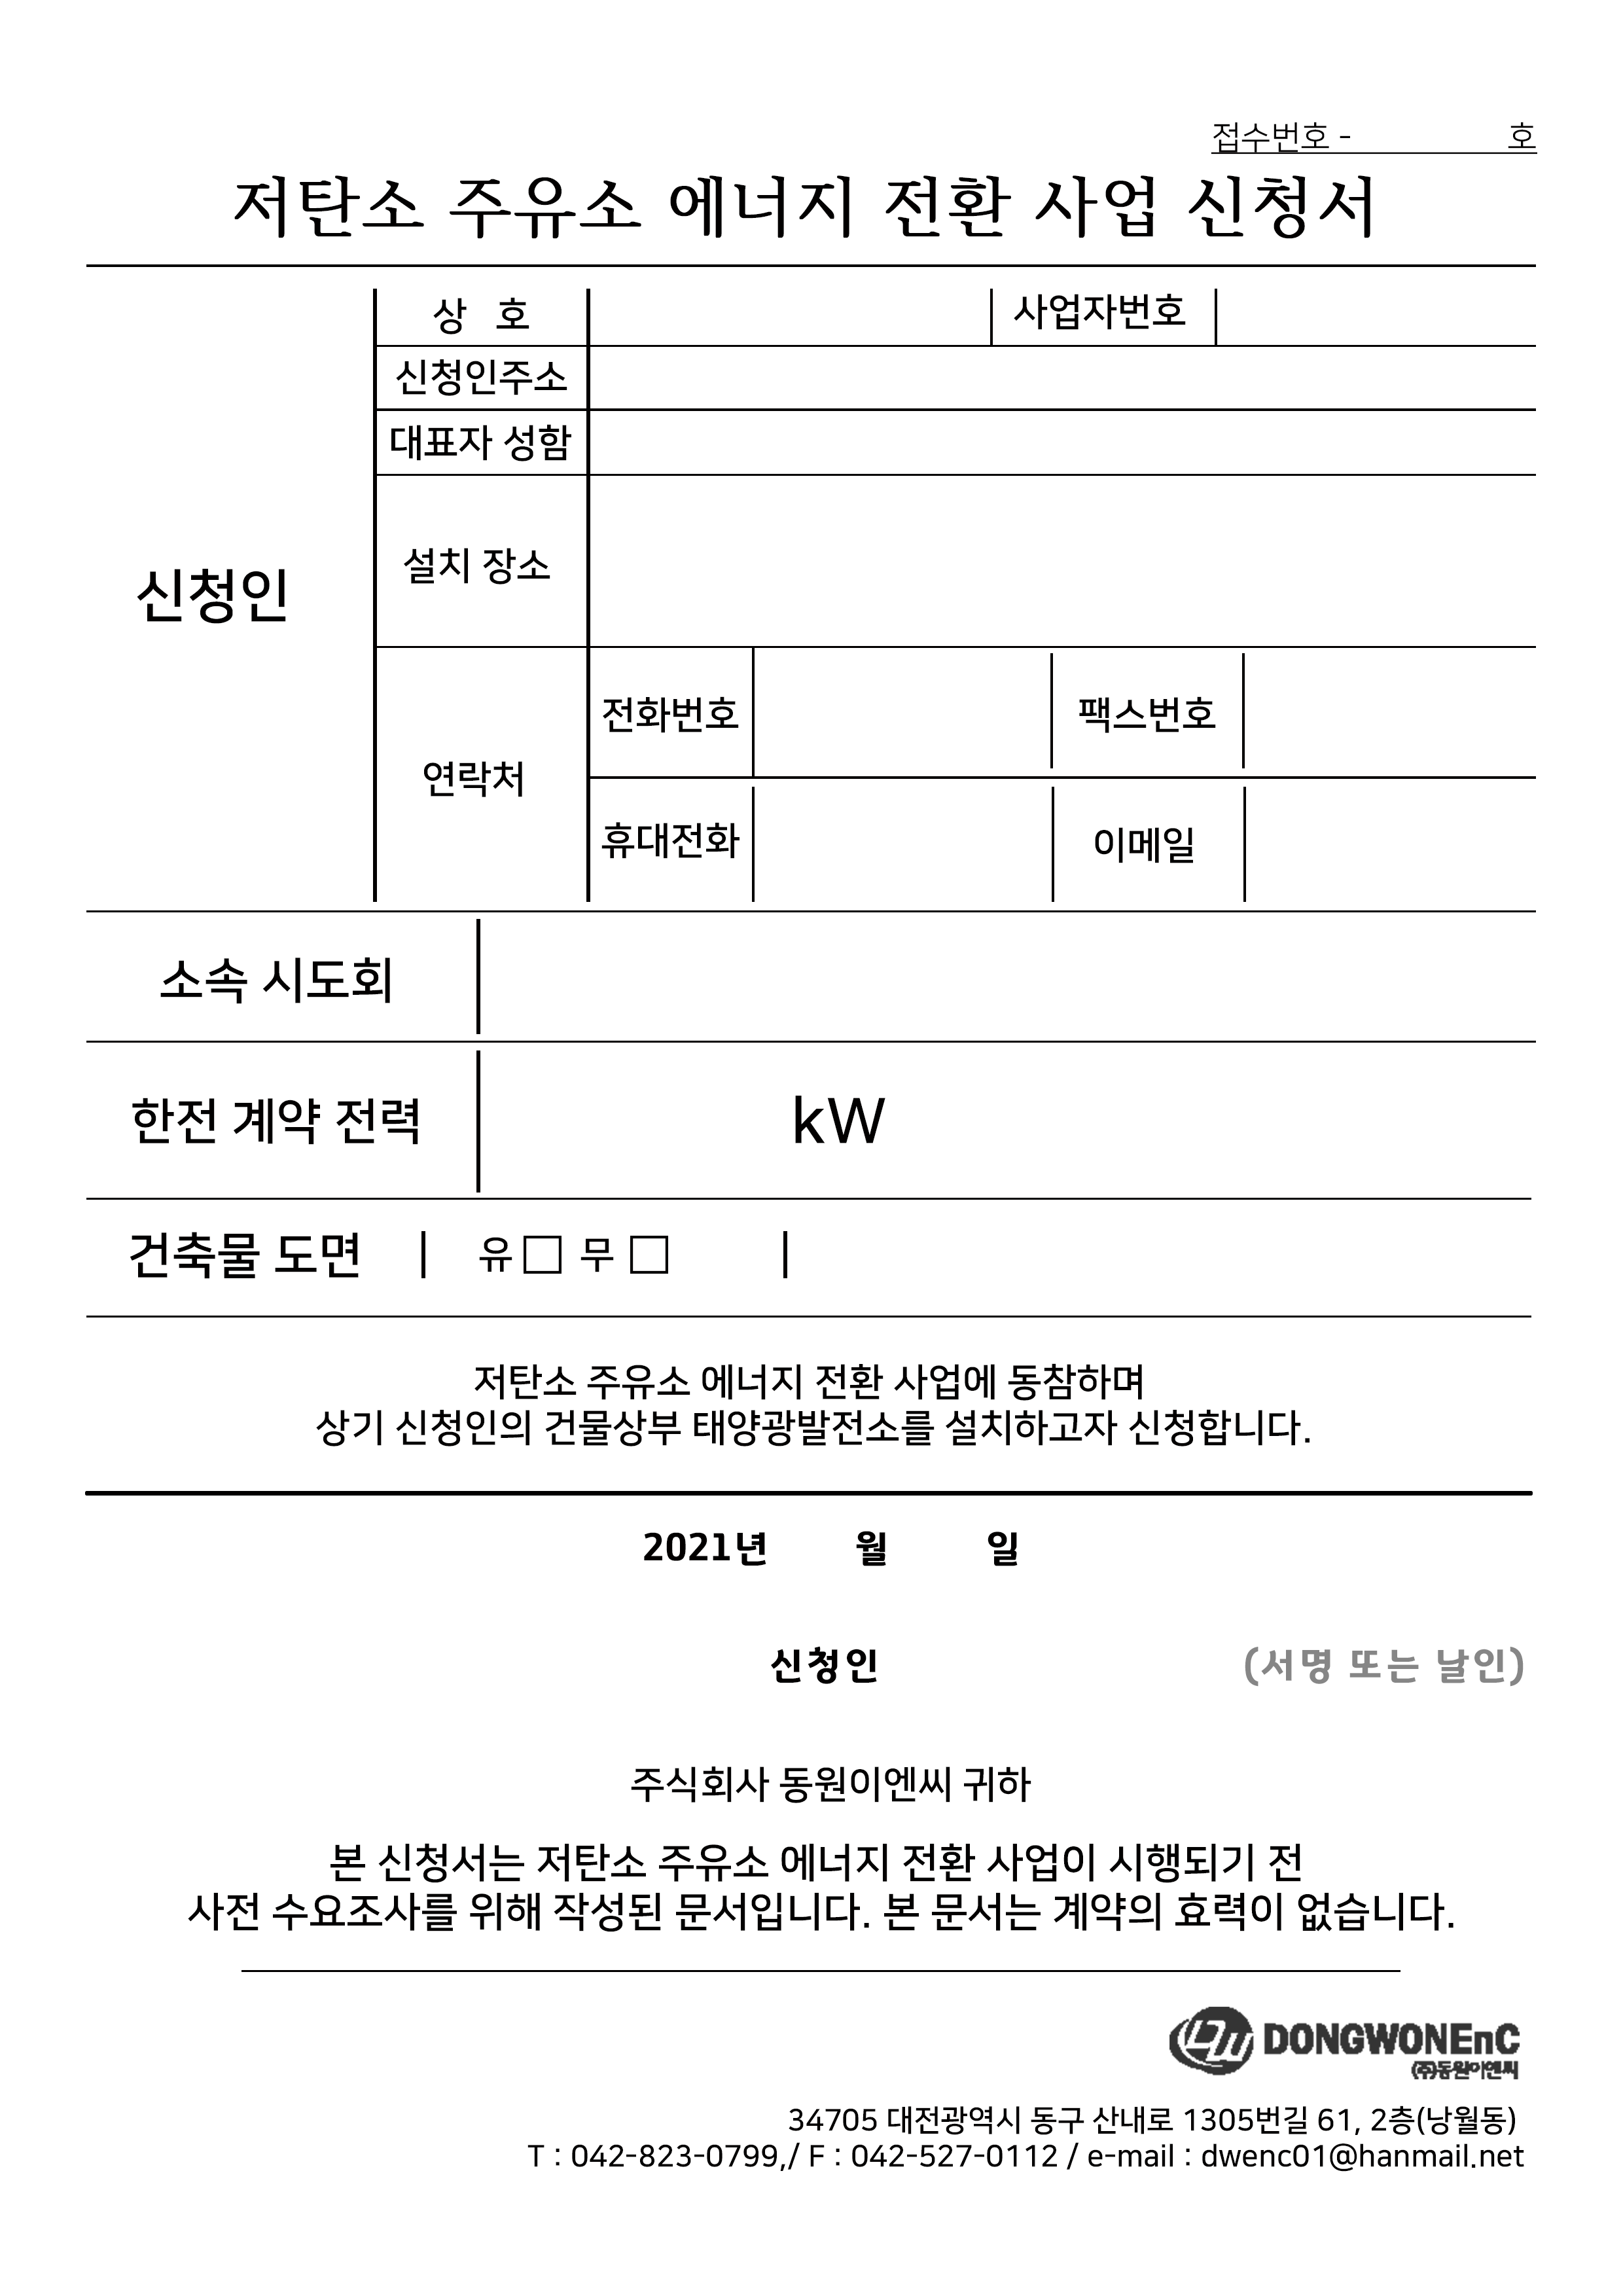 접수번호 - 호
저탄소 주유소 에너지 전환 사업 신청서
신청인
상 호
사업자번호
신청인주소
대표자 성함
설치 장소
연락처
전화번호
팩스번호
휴대전화
이메일
소속 시도회
한전 계약 전력
kW
건축물 도면
유 □ 무 □
저탄소 주유소 에너지 전환 사업에 동참하며
상기 신청인의 건물상부 태양광발전소를 설치하고자 신청합니다.
2021년 월 일
신청인 (서명 또는 날인)
주식회사 동원이엔씨 귀하
본 신청서는 저탄소 주유소 에너지 전환 사업이 시행되기 전
사전 수요조사를 위해 작성된 문서입니다. 본 문서는 계약의 효력이 없습니다.
DONGWONEnC
㈜동원이엔씨
34705 대전광역시 동구 산내로 1305번길 61, 2층(낭월동)
T : 042-823-0799,/ F : 042-527-0112 / e-mail : dwenc01@hanmail.net